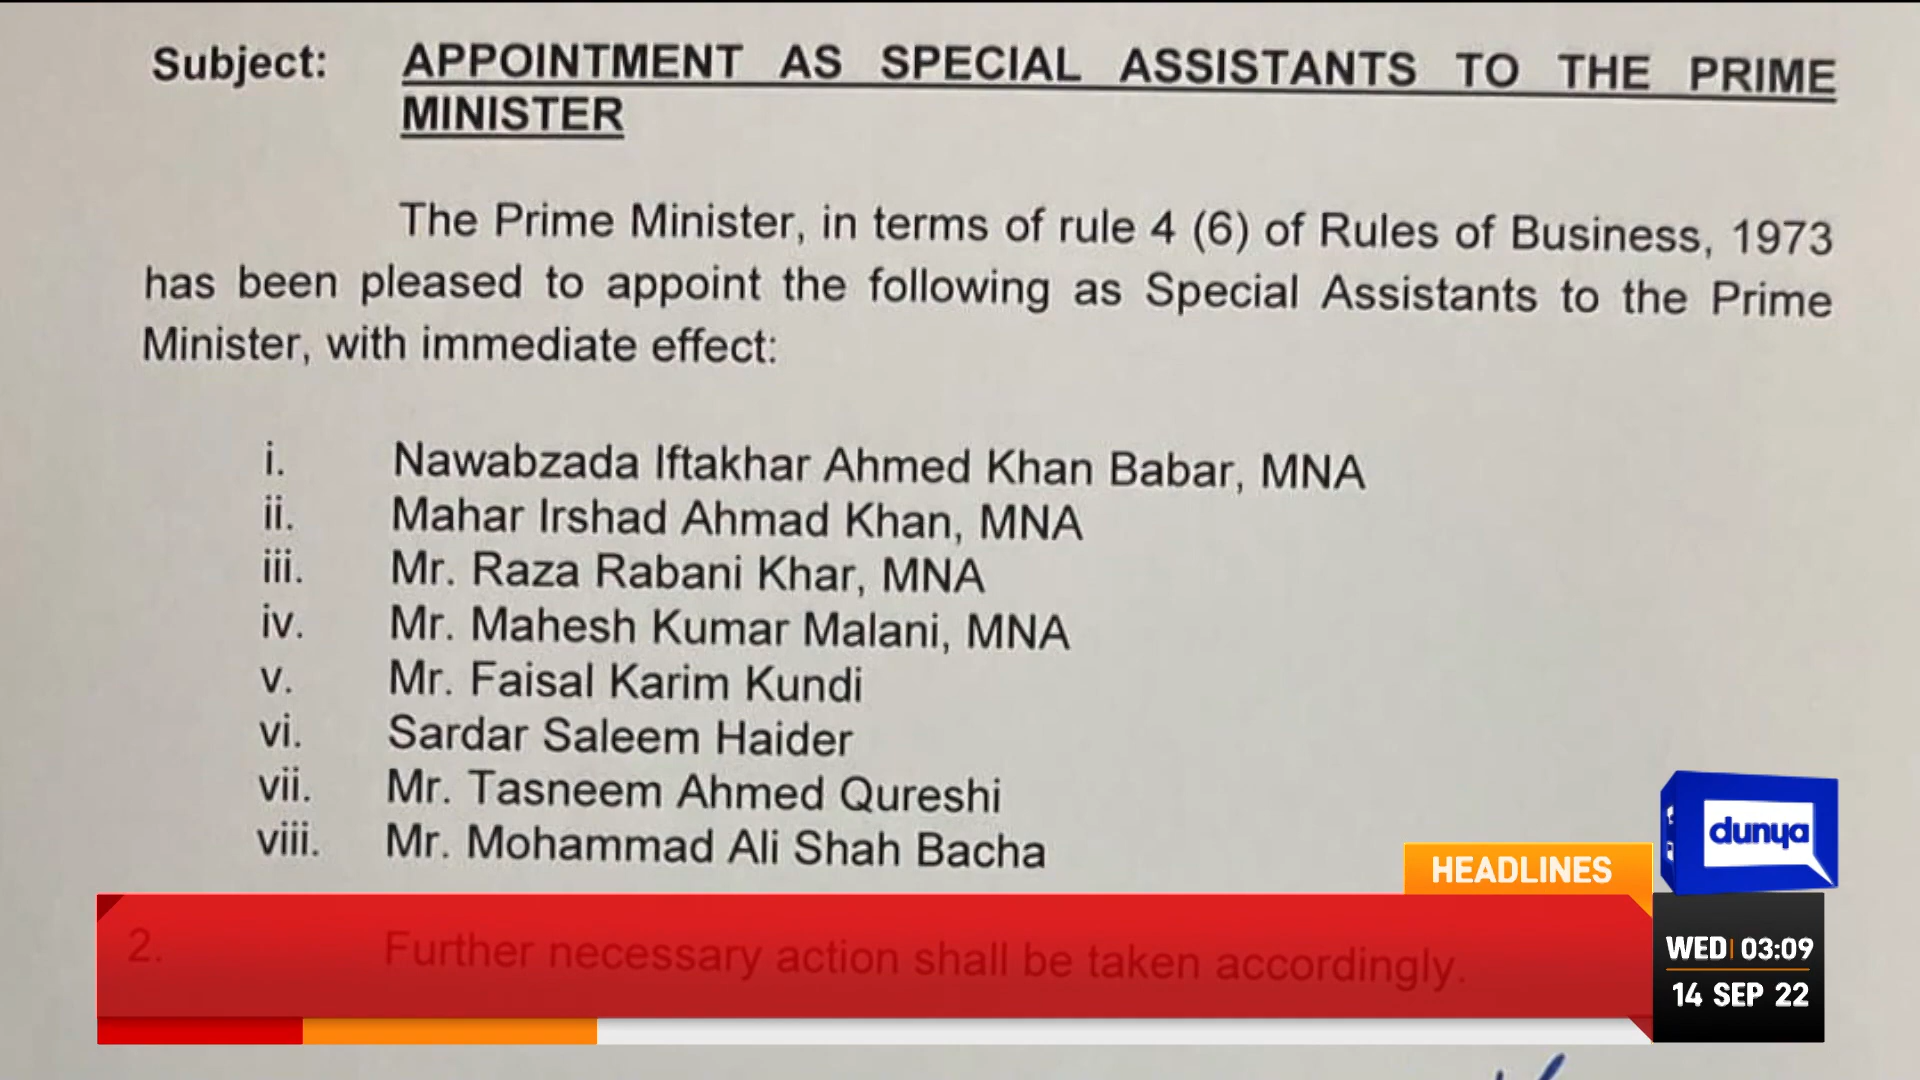 Subject: APPOINTMENT AS SPECIAL ASSISTANTS TO THE PRIME
MINISTER
The Prime Minister, in terms of rule 4 (6) of Rules of Business, 1973
has been pleased to appoint the following as Special Assistants to the Prime
Minister, with immediate effect:
i. Nawabzada Iftakhar Ahmed Khan Babar, MNA
ii. Mahar Irshad Ahmad Khan, MNA
iii. Mr. Raza Rabani Khar, MNA
iv. Mr. Mahesh Kumar Malani, MNA
v. Mr. Faisal Karim Kundi
vi. Sardar Saleem Haider
vii. Mr. Tasneem Ahmed Qureshi
viii. Mr. Mohammad Ali Shah Bacha
2. Further necessary action shall be taken accordingly.
HEADLINES
dunya
WED 03:09
14 SEP 22